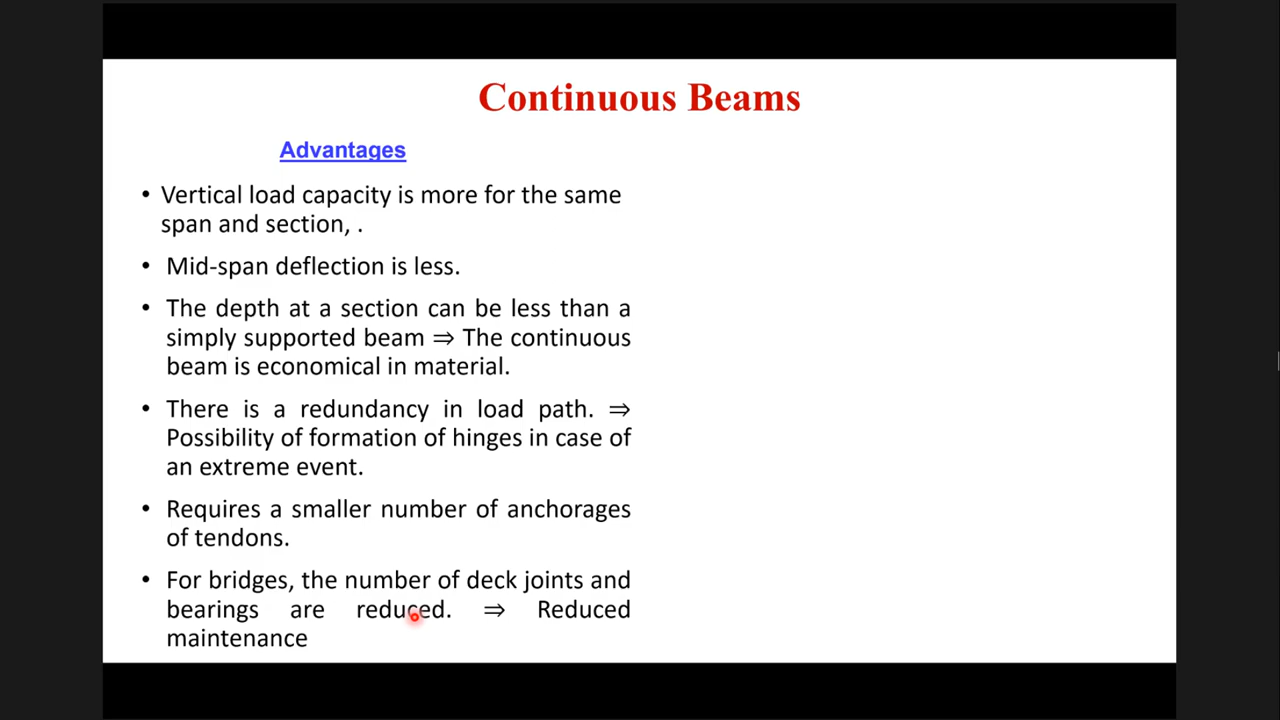 Continuous Beams
Advantages
• Vertical load capacity is more for the same
span and section, .
• Mid-span deflection is less.
• The depth at a section can be less than a
simply supported beam ⇒ The continuous
beam is economical in material.
• There is a redundancy in load path. ⇒
Possibility of formation of hinges in case of
an extreme event.
• Requires a smaller number of anchorages
of tendons.
• For bridges, the number of deck joints and
bearings are reduced. ⇒ Reduced
maintenance